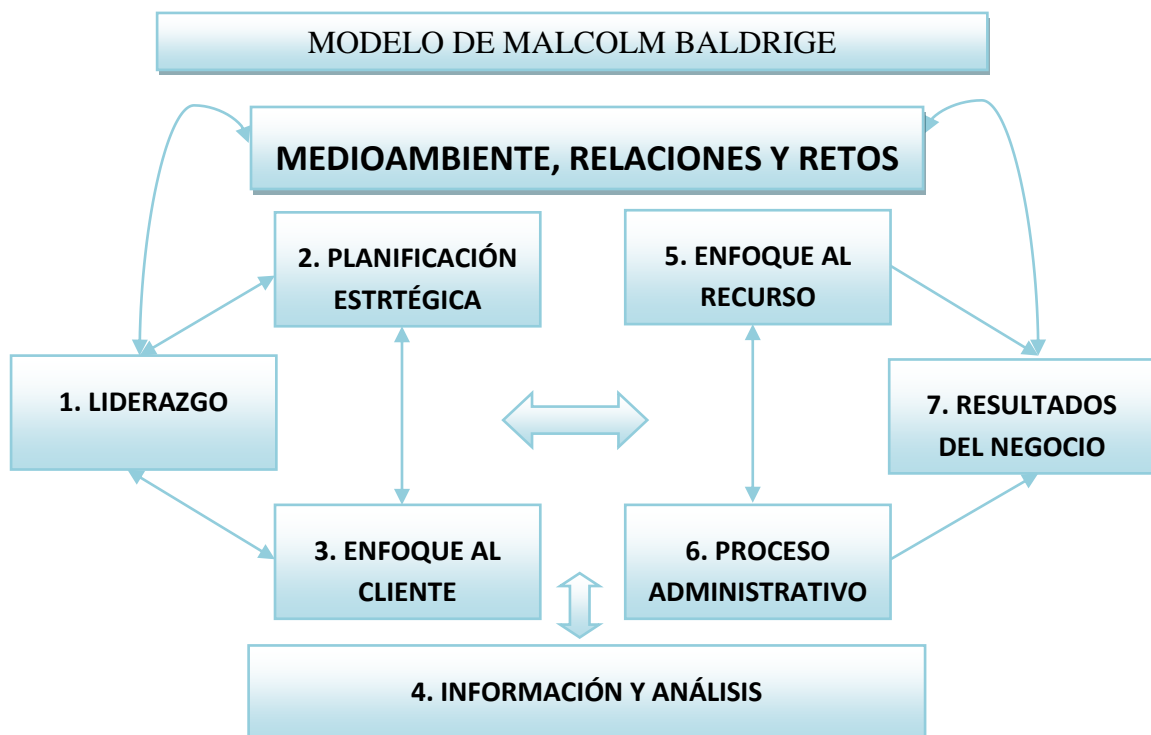 MODELO DE MALCOLM BALDRIGE
MEDIOAMBIENTE, RELACIONES Y RETOS
2. PLANIFICACIÓN
ESTRTÉGICA
5. ENFOQUE AL
RECURSO
1. LIDERAZGO
7. RESULTADOS
DEL NEGOCIO
3. ENFOQUE AL
CLIENTE
6. PROCESO
ADMINISTRATIVO
4. INFORMACIÓN Y ANÁLISIS